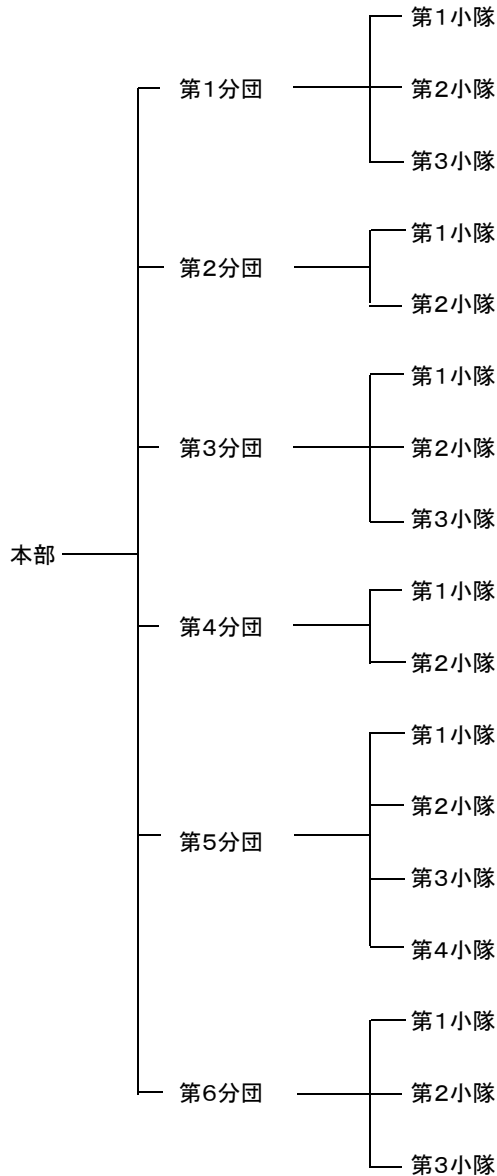 本部
第1分団
第1小隊
第2小隊
第3小隊
第2分団
第1小隊
第2小隊
第3分団
第1小隊
第2小隊
第3小隊
第4分団
第1小隊
第2小隊
第5分団
第1小隊
第2小隊
第3小隊
第4小隊
第6分団
第1小隊
第2小隊
第3小隊